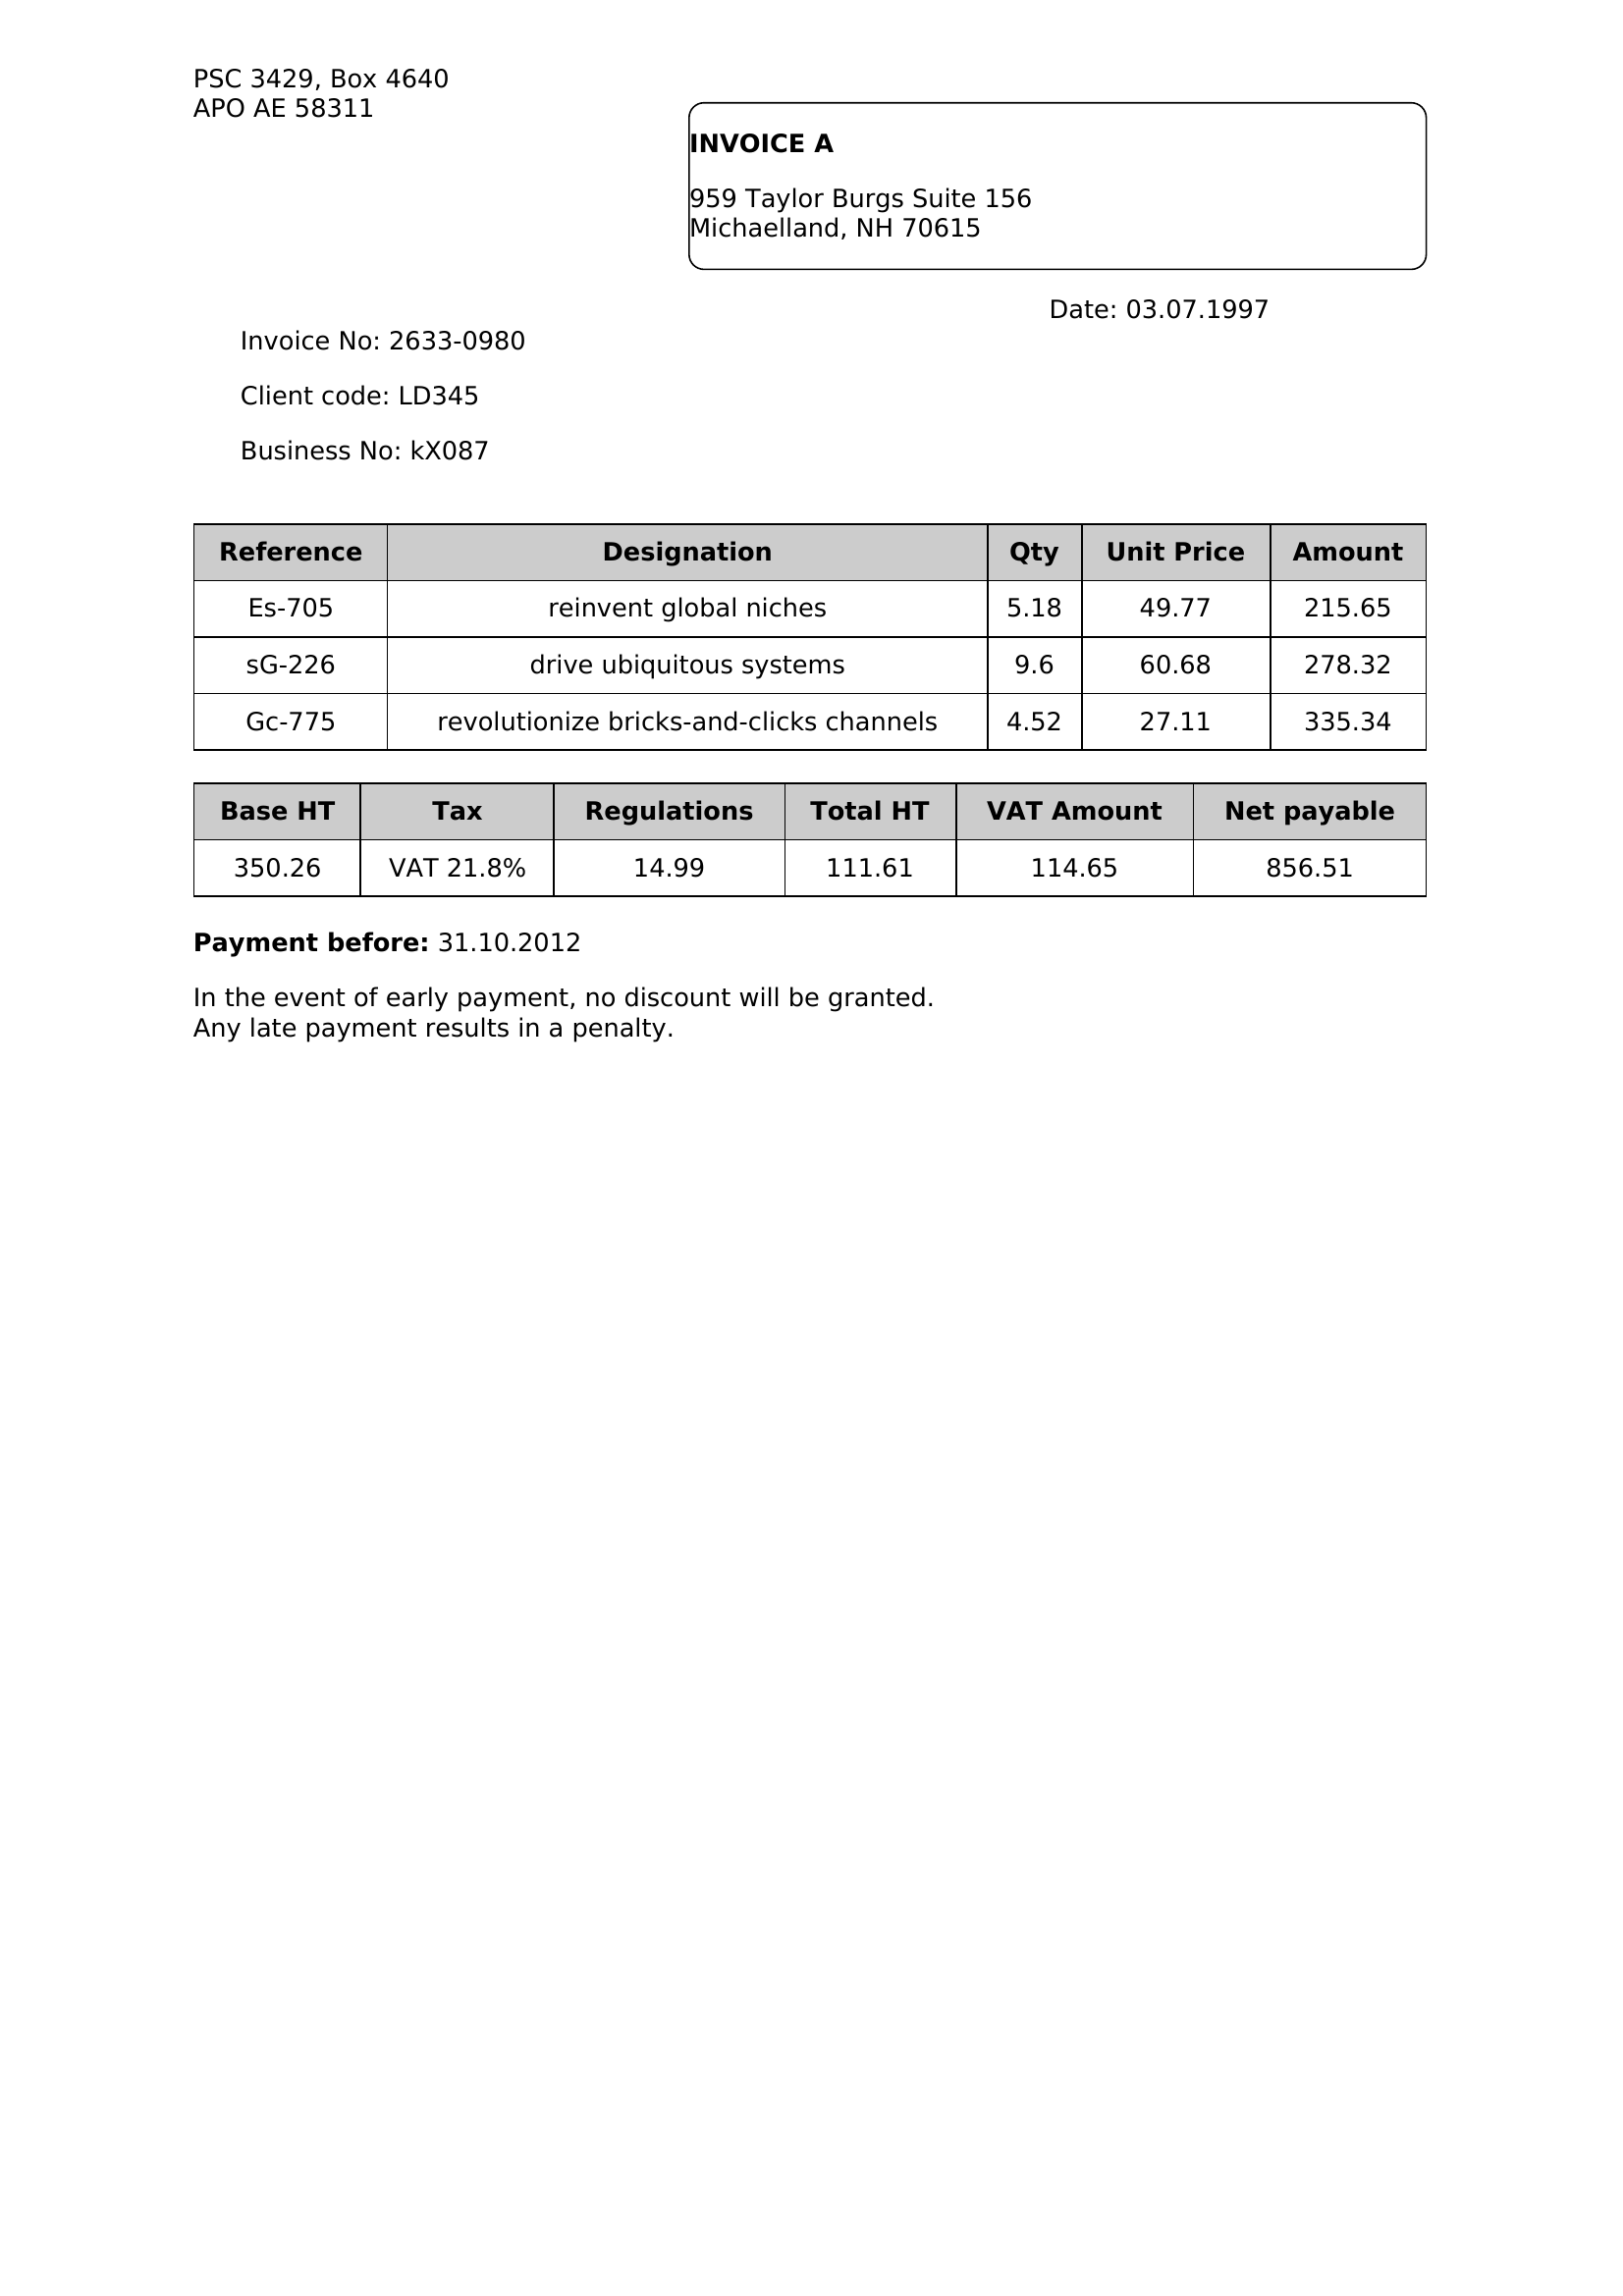 PSC 3429, Box 4640
APO AE 58311
INVOICE A
959 Taylor Burgs Suite 156
Michaelland, NH 70615
Date: 03.07.1997
Invoice No: 2633-0980
Client code: LD345
Business No: kX087
Reference Designation Qty Unit Price Amount
Es-705 reinvent global niches 5.18 49.77 215.65
sG-226 drive ubiquitous systems 9.6 60.68 278.32
Gc-775 revolutionize bricks-and-clicks channels 4.52 27.11 335.34
Base HT Tax Regulations Total HT VAT Amount Net payable
350.26 VAT 21.8% 14.99 111.61 114.65 856.51
Payment before: 31.10.2012
In the event of early payment, no discount will be granted.
Any late payment results in a penalty.